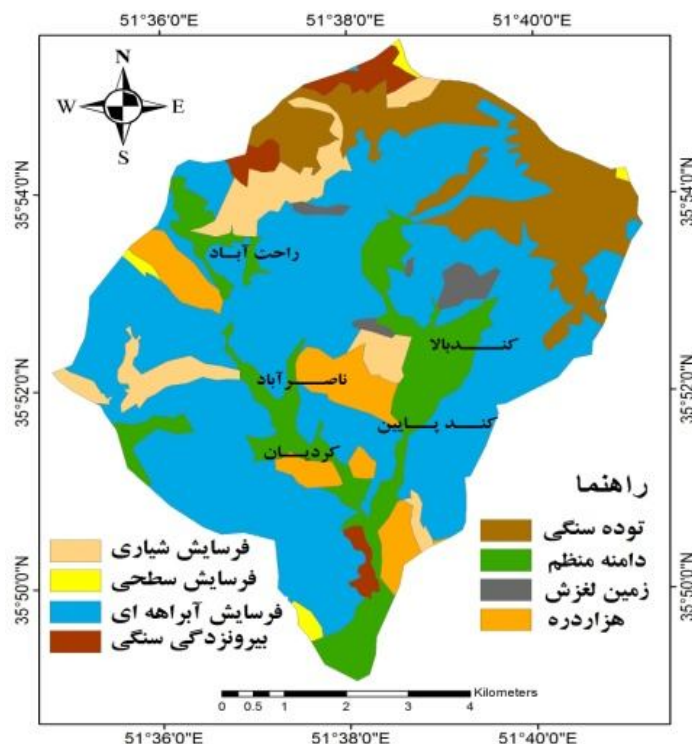 51°36'0"E 51°38'0"E 51°40'0"E
N
W E
S
35°54'0"N 35°54'0"N
راحت آباد
کندبالا
35°52'0"N 35°52'0"N
ناصرآباد
کند پایین
کردیان
راهنما
توده سنگی
دامنه منظم
زمین لغزش
هزاردره
فرسایش شیاری
فرسایش سطحی
فرسایش آبراهه ای
بیرونزدگی سنگی
35°50'0"N 35°50'0"N
Kilometers
0 0.5 1 2 3 4
51°36'0"E 51°38'0"E 51°40'0"E